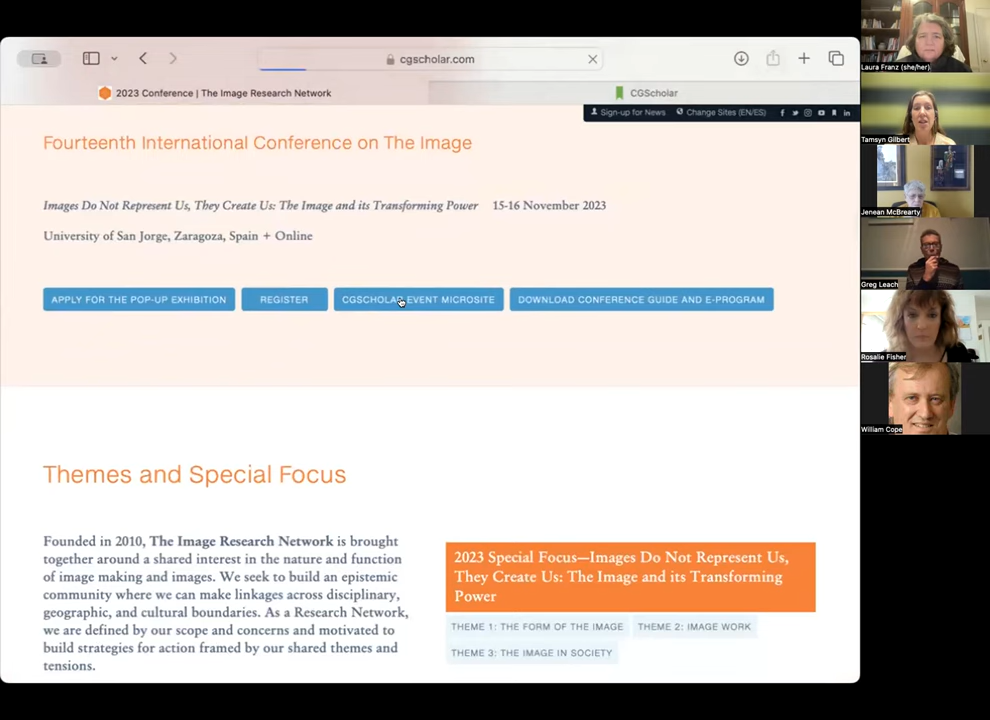 cgscholar.com
2023 Conference | The Image Research Network
CGScholar
Sign-up for News
Change Sites (EN/ES)
Fourteenth International Conference on The Image
Images Do Not Represent Us, They Create Us: The Image and its Transforming Power 15-16 November 2023
University of San Jorge, Zaragoza, Spain + Online
APPLY FOR THE POP-UP EXHIBITION
REGISTER
CGSCHOLAR EVENT MICROSITE
DOWNLOAD CONFERENCE GUIDE AND E-PROGRAM
Themes and Special Focus
Founded in 2010, The Image Research Network is brought
together around a shared interest in the nature and function
of image making and images. We seek to build an epistemic
community where we can make linkages across disciplinary,
geographic, and cultural boundaries. As a Research Network,
we are defined by our scope and concerns and motivated to
build strategies for action framed by our shared themes and
tensions.
2023 Special Focus—Images Do Not Represent Us,
They Create Us: The Image and its Transforming
Power
THEME 1: THE FORM OF THE IMAGE
THEME 2: IMAGE WORK
THEME 3: THE IMAGE IN SOCIETY
Laura Franz (she/her)
Tamsyn Gilbert
Jenean McBrearty
Greg Leach
Rosalie Fisher
William Cope